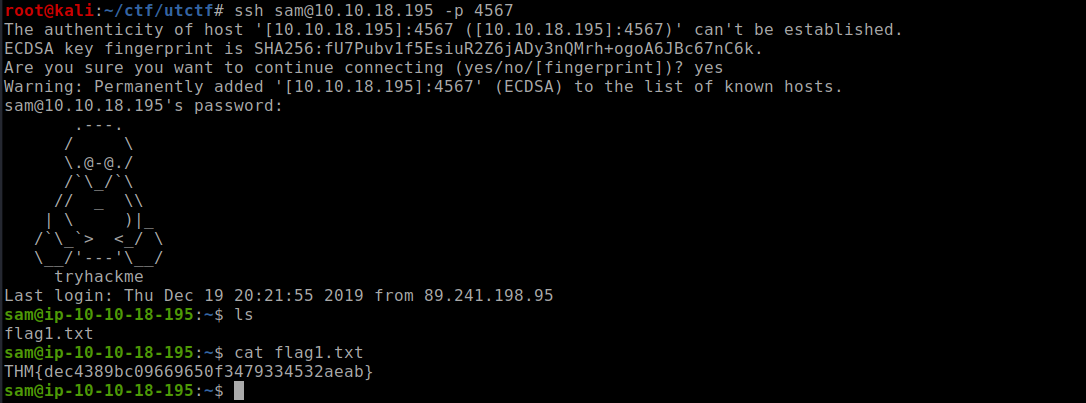 root@kali:~/ctf/utctf# ssh sam@10.10.18.195 -p 4567
The authenticity of host '[10.10.18.195]:4567 ([10.10.18.195]:4567)' can't be established.
ECDSA key fingerprint is SHA256:fU7Pubv1f5EsiuR2Z6jADy3nQMrh+ogoA6JBc67nC6k.
Are you sure you want to continue connecting (yes/no/[fingerprint])? yes
Warning: Permanently added '[10.10.18.195]:4567' (ECDSA) to the list of known hosts.
sam@10.10.18.195's password:
       .---.
      /     \
      \.@-@./
      /`\_/`\
     //  _  \\
    | \     )|_
   /`\_`>  <_/ \
   \__/'---'\__/
     tryhackme
Last login: Thu Dec 19 20:21:55 2019 from 89.241.198.95
sam@ip-10-10-18-195:~$ ls
flag1.txt
sam@ip-10-10-18-195:~$ cat flag1.txt
THM{dec4389bc09669650f3479334532aeab}
sam@ip-10-10-18-195:~$